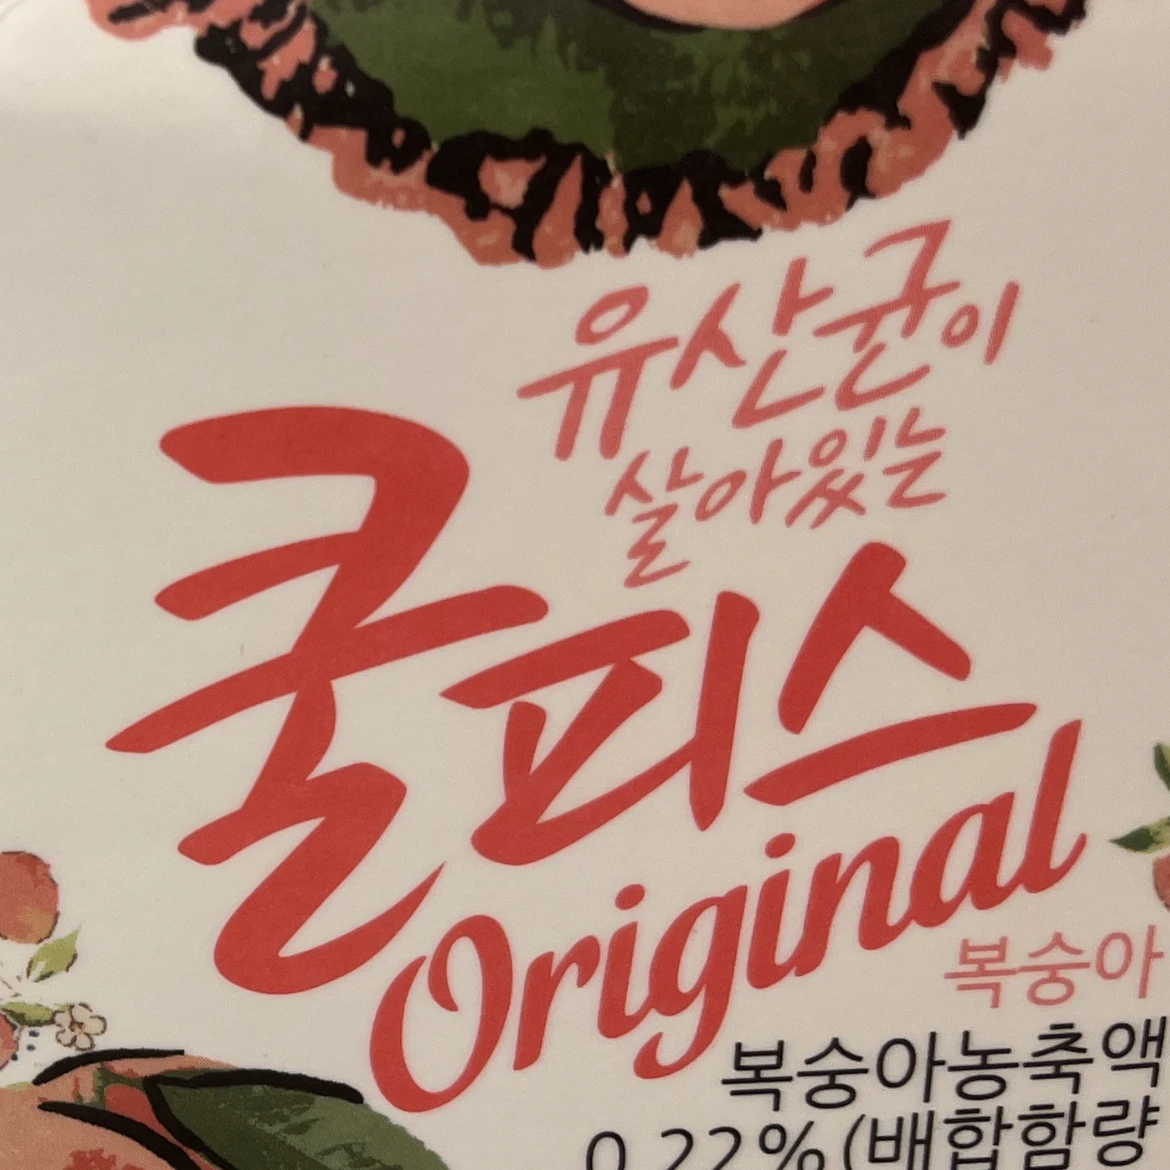 유산균이
살아있는
쿨피스
Original
복숭아
복숭아농축액
0.22% (배합함량